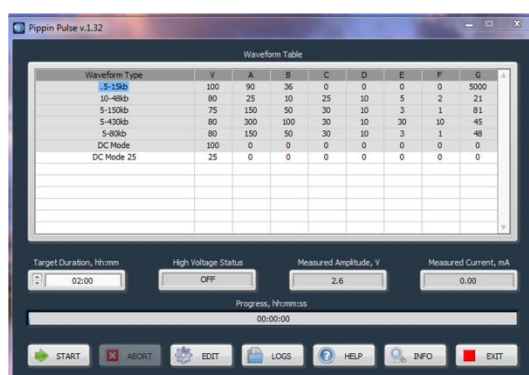 Pippin Pulse v.1.32
Waveform Table
Waveform Type V A B C D E F G
.5-15kb 100 90 36 0 0 0 0 5000
10-48kb 80 25 10 25 10 5 2 21
5-150kb 75 150 50 30 10 3 1 81
5-430kb 80 300 100 30 10 30 10 45
5-80kb 80 150 50 30 10 3 1 48
DC Mode 100 0 0 0 0 0 0 0
DC Mode 25 25 0 0 0 0 0 0 0
Target Duration, hh:mm High Voltage Status Measured Amplitude, V Measured Current, mA
02:00 OFF 2.6 0.00
Progress, hh:mm:ss
00:00:00
START ABORT EDIT LOGS HELP INFO EXIT